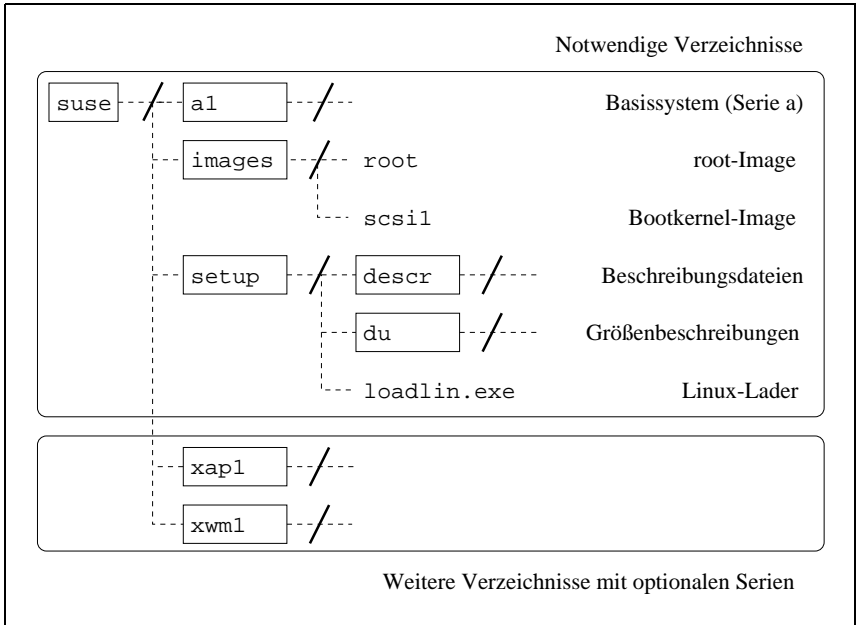 Notwendige Verzeichnisse
suse a1 Basissystem (Serie a)
images root root-Image
scsi1 Bootkernel-Image
setup descr Beschreibungsdateien
du Größenbeschreibungen
loadlin.exe Linux-Lader
xap1
xwm1
Weitere Verzeichnisse mit optionalen Serien